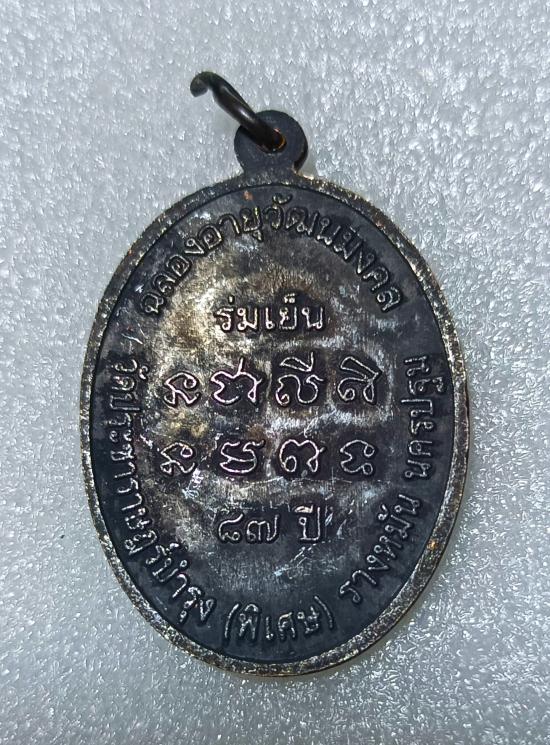 ฉลองอายุวัฒนมงคล
ร่มเย็น
๘๗ ปี
วัดประชาราษฎร์บำรุง (พิเศษ) รางหมัน นครปฐม